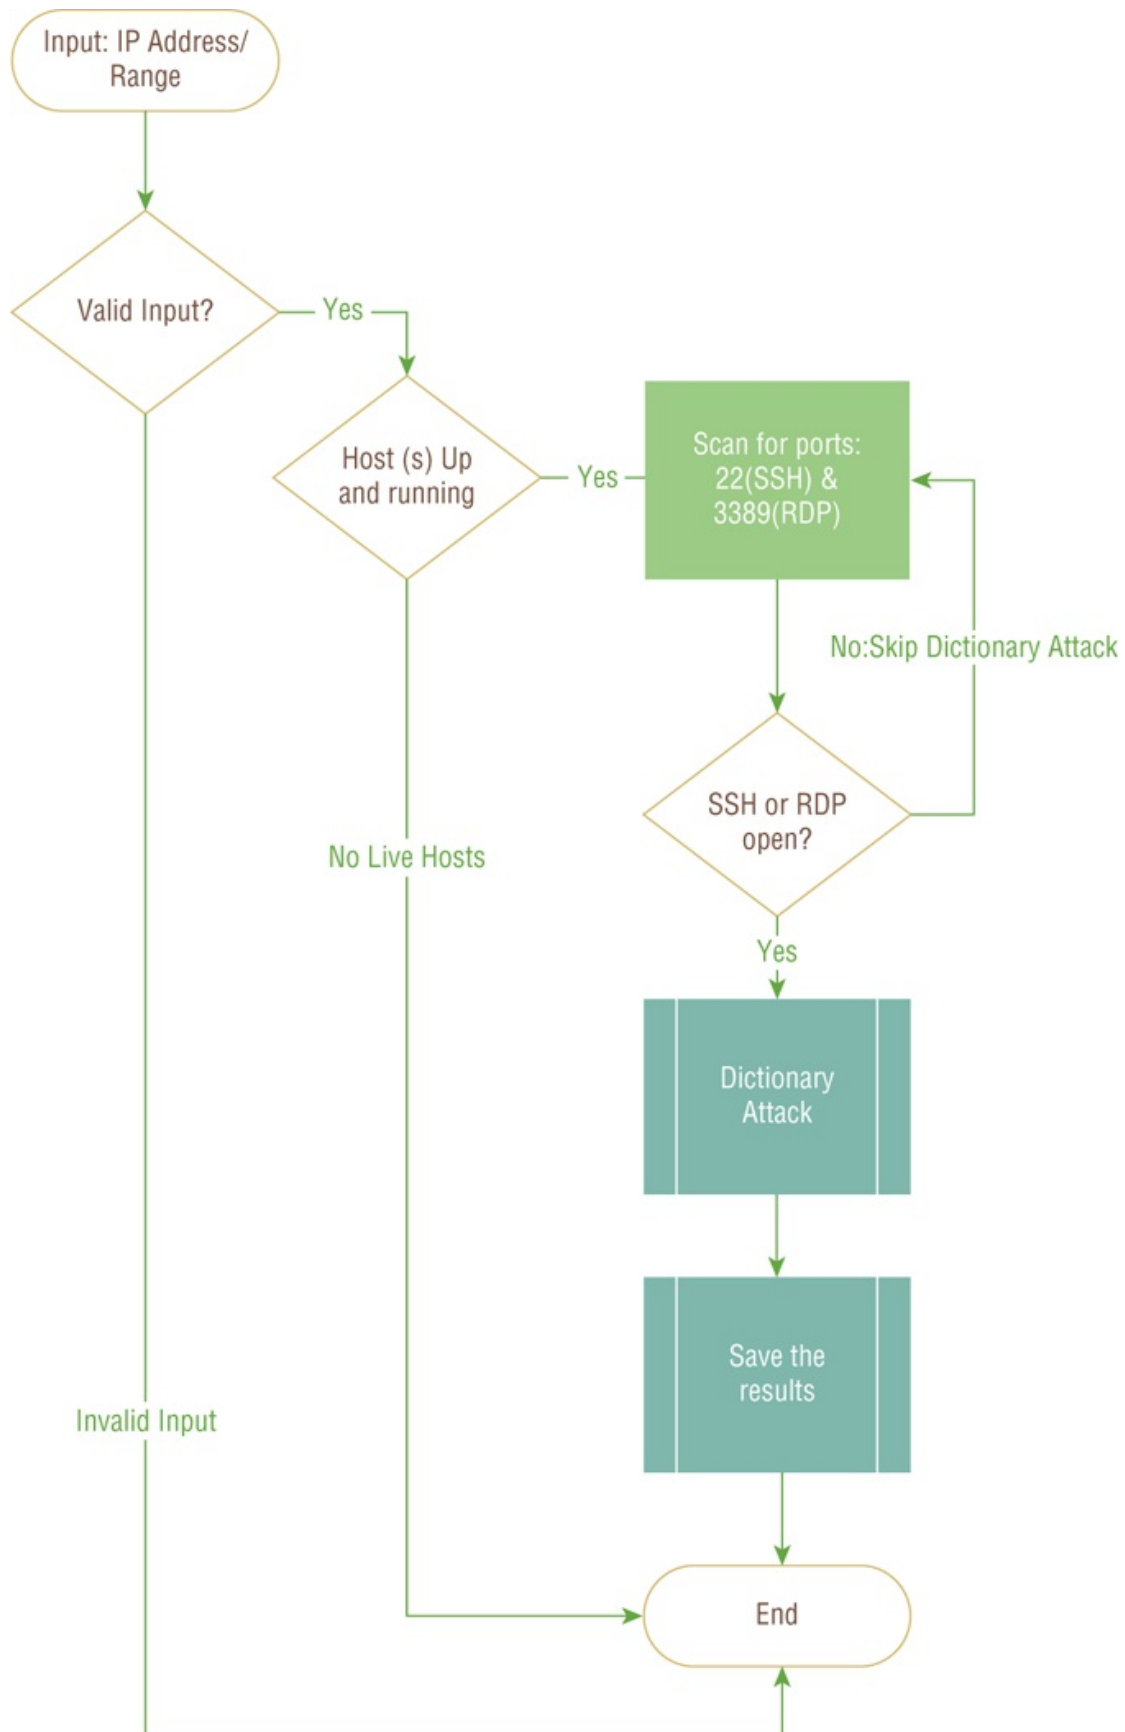 Input: IP Address/
Range
Valid Input?
Yes
Host (s) Up
and running
Yes
Scan for ports:
22(SSH) &
3389(RDP)
No:Skip Dictionary Attack
SSH or RDP
open?
No Live Hosts
Yes
Dictionary
Attack
Save the
results
Invalid Input
End